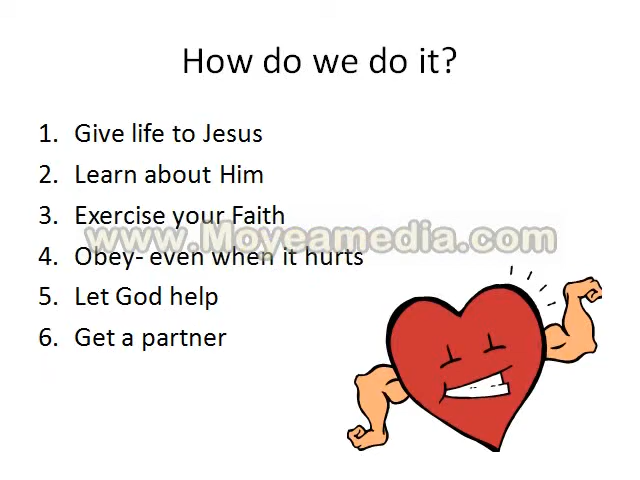 How do we do it?
1. Give life to Jesus
2. Learn about Him
3. Exercise your Faith
www.Moyeamedia.com
4. Obey- even when it hurts
5. Let God help
6. Get a partner